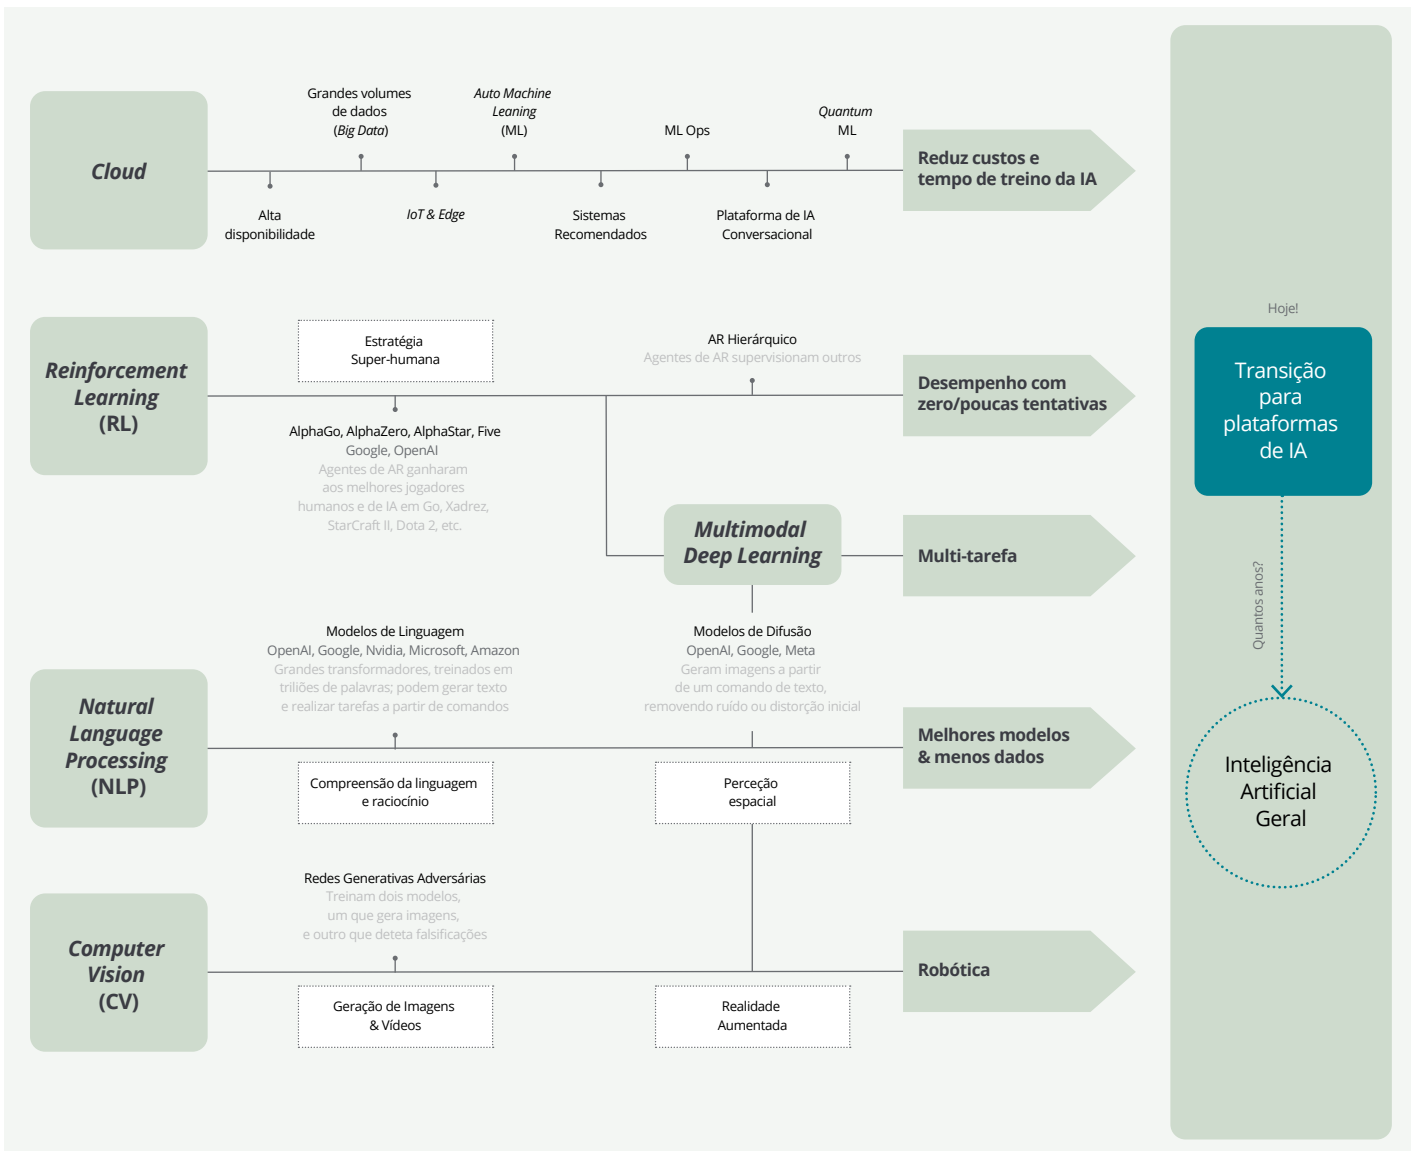 Cloud
Grandes volumes
de dados
(Big Data)
Auto Machine
Leaning
(ML)
ML Ops
Quantum
ML
Alta
disponibilidade
IoT & Edge
Sistemas
Recomendados
Plataforma de IA
Conversacional
Reduz custos e
tempo de treino da IA
Reinforcement
Learning
(RL)
Estratégia
Super-humana
AlphaGo, AlphaZero, AlphaStar, Five
Google, OpenAI
Agentes de AR ganharam
aos melhores jogadores
humanos e de IA em Go, Xadrez,
StarCraft II, Dota 2, etc.
AR Hierárquico
Agentes de AR supervisionam outros
Desempenho com
zero/poucas tentativas
Multimodal
Deep Learning
Multi-tarefa
Natural
Language
Processing
(NLP)
Modelos de Linguagem
OpenAI, Google, Nvidia, Microsoft, Amazon
Grandes transformadores, treinados em
triliões de palavras; podem gerar texto
e realizar tarefas a partir de comandos
Compreensão da linguagem
e raciocínio
Modelos de Difusão
OpenAI, Google, Meta
Geram imagens a partir
de um comando de texto,
removendo ruído ou distorção inicial
Perceção
espacial
Melhores modelos
& menos dados
Computer
Vision
(CV)
Redes Generativas Adversárias
Treinam dois modelos,
um que gera imagens,
e outro que deteta falsificações
Geração de Imagens
& Vídeos
Realidade
Aumentada
Robótica
Hoje!
Transição
para
plataformas
de IA
Quantos anos?
Inteligência
Artificial
Geral